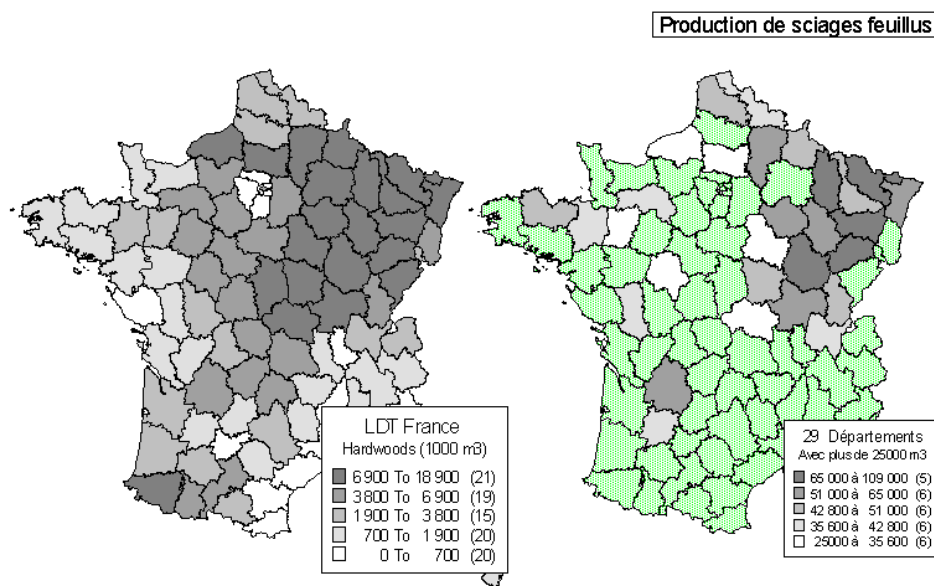 Production de sciages feuillus
LDT France
Hardwoods (1000 m3)
6 900 To 18 900 (21)
3 800 To 6 900 (19)
1 900 To 3 800 (15)
700 To 1 900 (20)
0 To 700 (20)
29 Départements
Avec plus de 25000 m3
65 000 à 109 000 (5)
51 000 à 65 000 (6)
42 800 à 51 000 (6)
35 600 à 42 800 (6)
25000 à 35 600 (6)